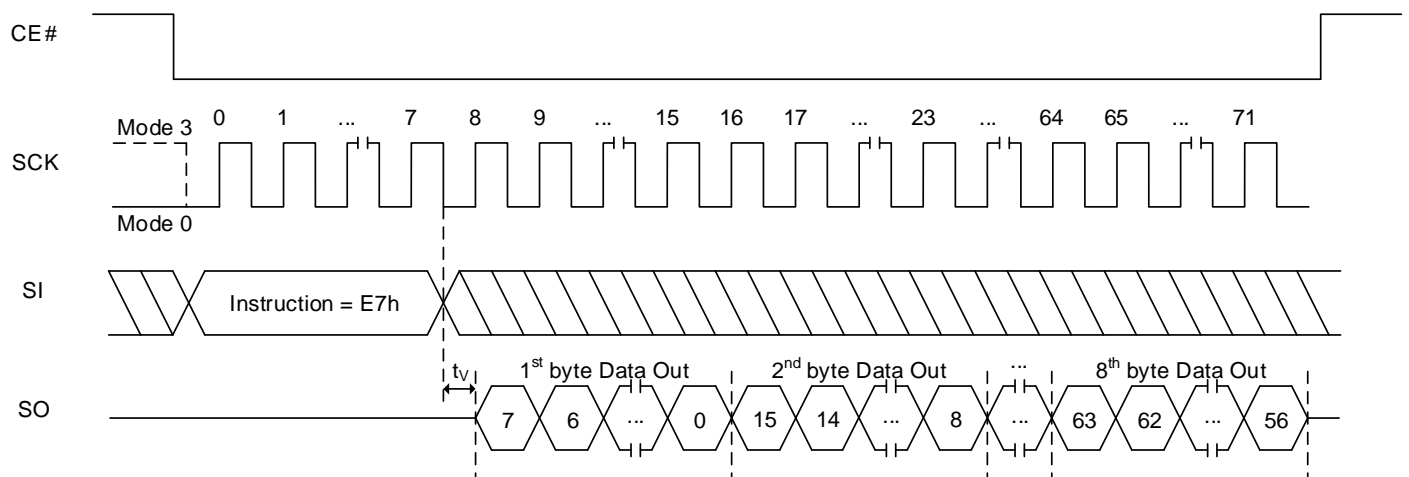 CE#
Mode 3 0 1 ... 7 8 9 ... 15 16 17 ... 23 ... 64 65 ... 71
SCK
Mode 0
SI Instruction = E7h
tV 1st byte Data Out 2nd byte Data Out ... 8th byte Data Out
SO 7 6 ... 0 15 14 ... 8 ... 63 62 ... 56